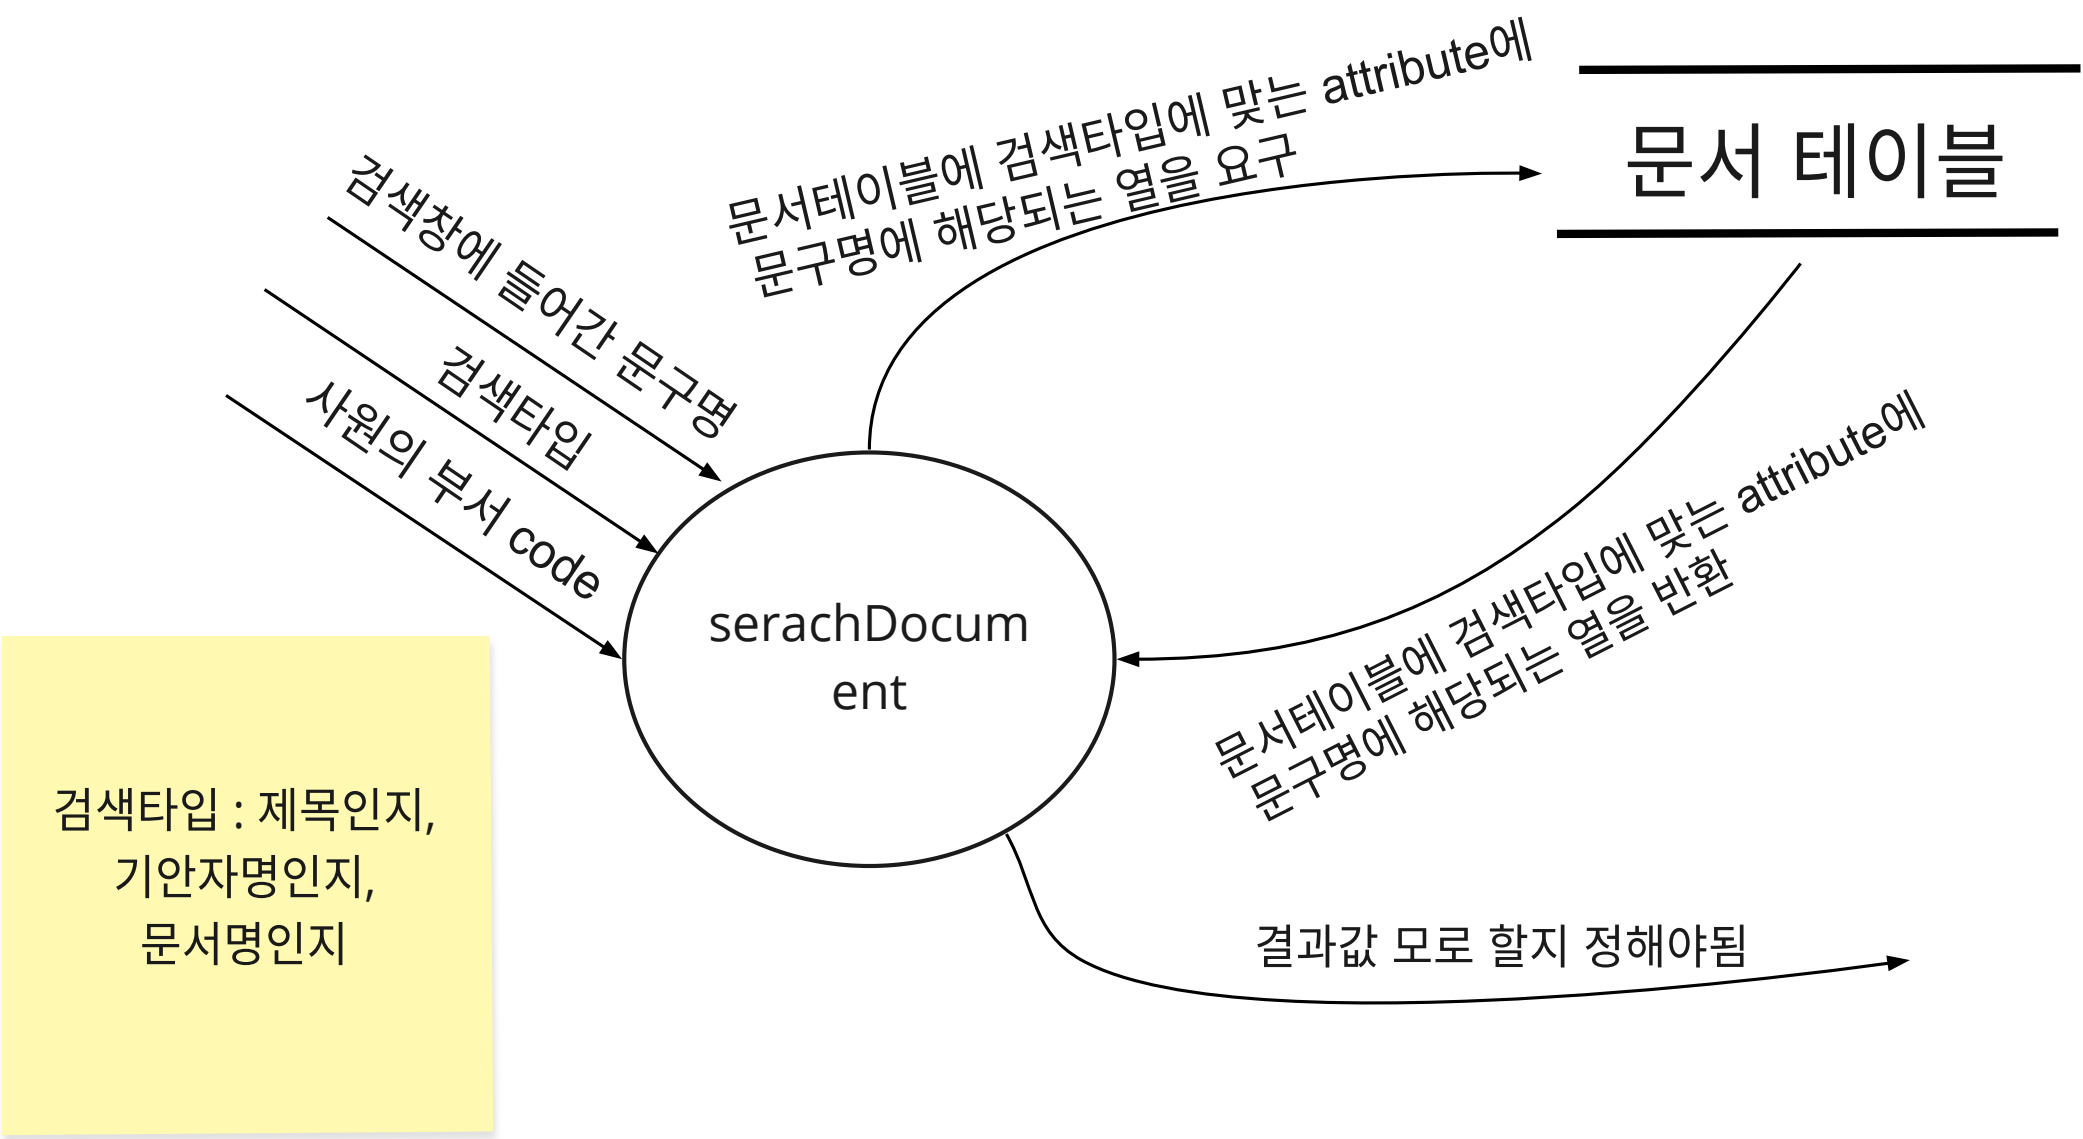 문서테이블에 검색타입에 맞는 attribute에
문구명에 해당되는 열을 요구
문서 테이블
검색창에 들어간 문구명
검색타입
사원의 부서 code
serachDocum
ent
문서테이블에 검색타입에 맞는 attribute에
문구명에 해당되는 열을 반환
검색타입 : 제목인지,
기안자명인지,
문서명인지
결과값 모로 할지 정해야됨